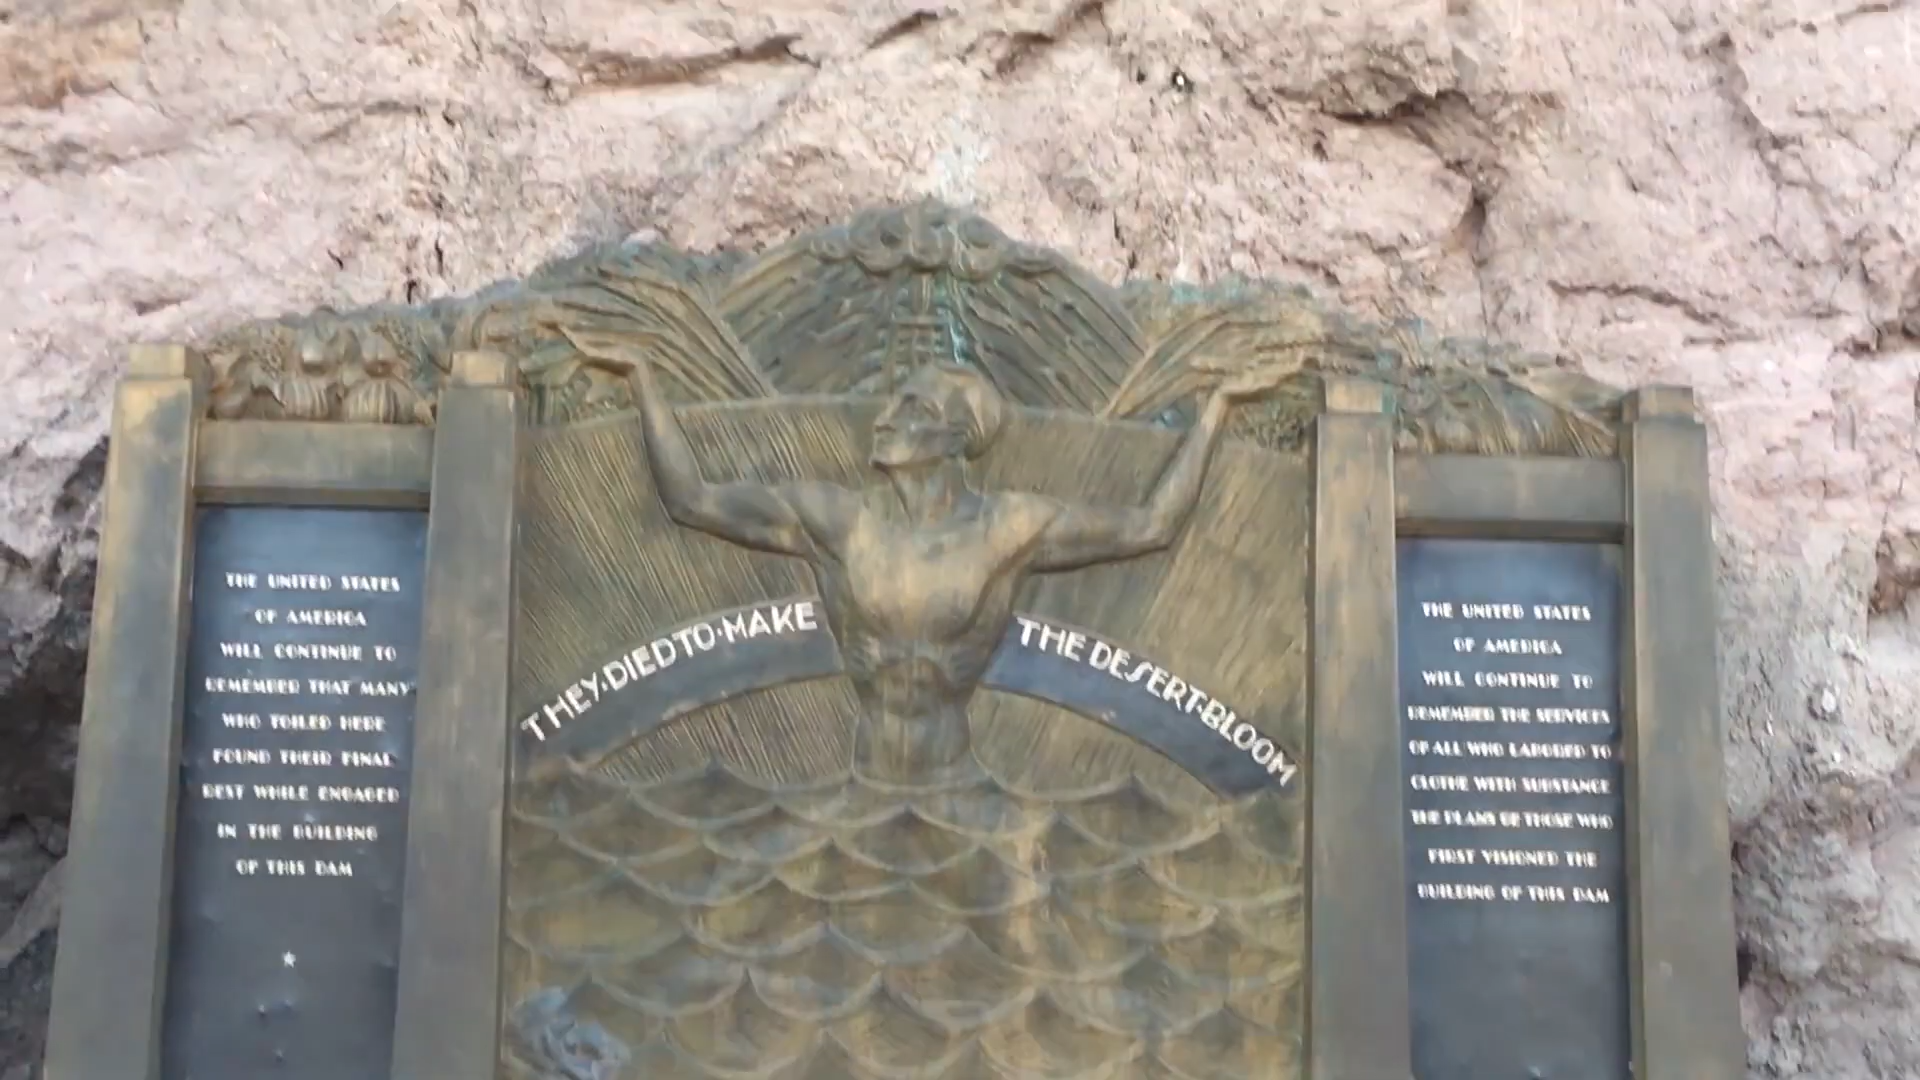 THE UNITED STATES
OF AMERICA
WILL CONTINUE TO
REMEMBER THAT MANY
WHO TOILED HERE
FOUND THEIR FINAL
REST WHILE ENGAGED
IN THE BUILDING
OF THIS DAM
THEY·DIED TO·MAKE
THE DESERT·BLOOM
THE UNITED STATES
OF AMERICA
WILL CONTINUE TO
REMEMBER THE SERVICES
OF ALL WHO LABORED TO
CLOTHE WITH SUBSTANCE
THE PLANS OF THOSE WHO
FIRST VISIONED THE
BUILDING OF THIS DAM